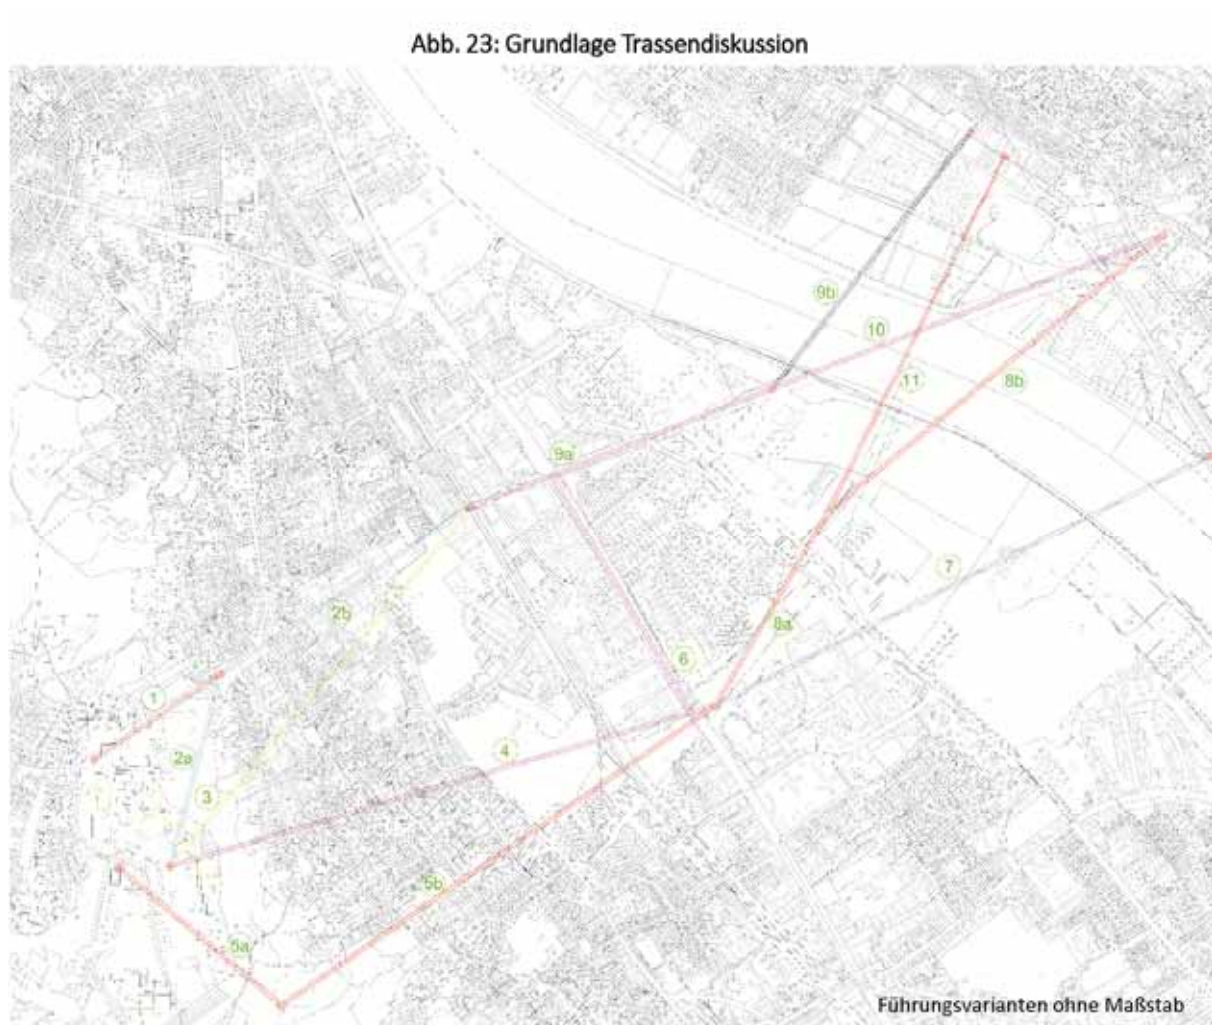 Abb. 23: Grundlage Trassendiskussion
9b
10
11
8b
9a
7
2b
8a
6
1
2a
4
3
5b
5a
Führungsvarianten ohne Maßstab